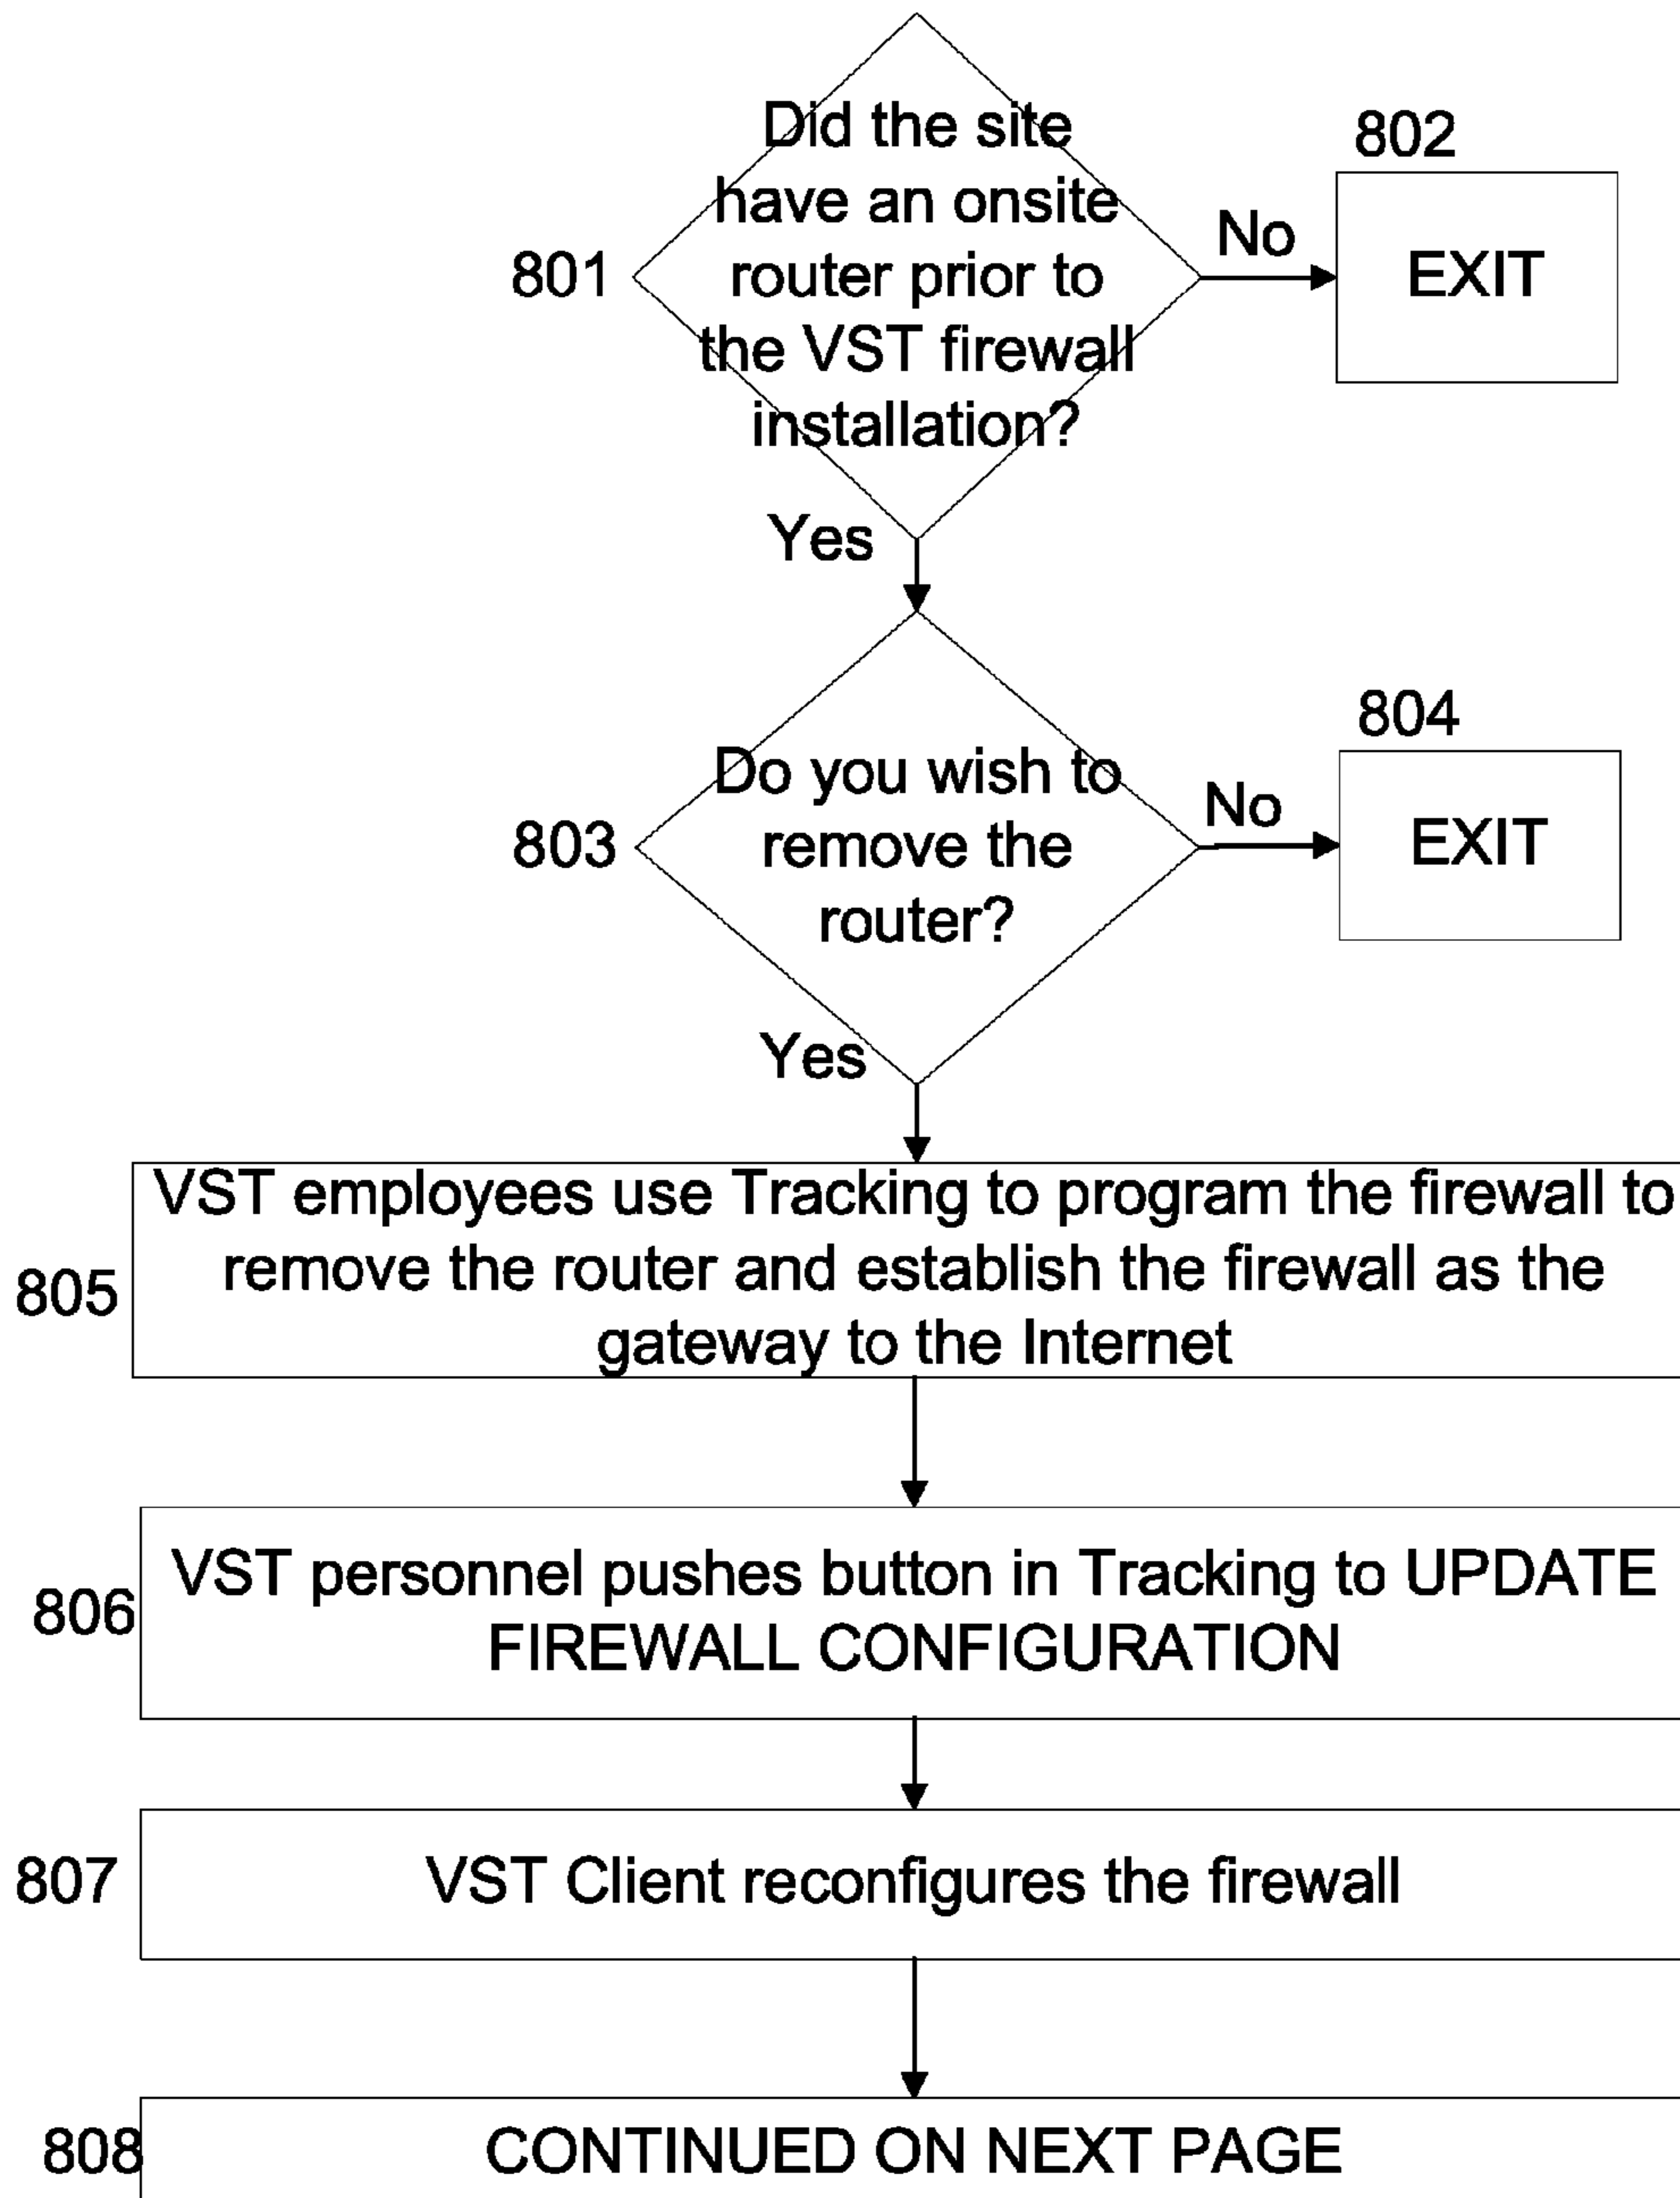 Did the site
have an onsite
router prior to
the VST firewall
installation?
801
No
802
EXIT
Yes
Do you wish to
remove the
router?
803
No
804
EXIT
Yes
VST employees use Tracking to program the firewall to
remove the router and establish the firewall as the
gateway to the Internet
805
VST personnel pushes button in Tracking to UPDATE
FIREWALL CONFIGURATION
806
VST Client reconfigures the firewall
807
CONTINUED ON NEXT PAGE
808